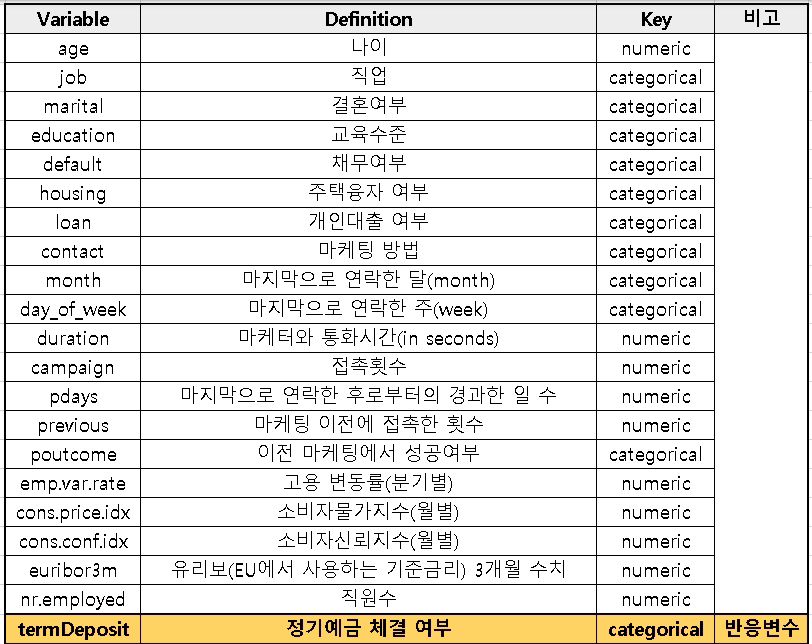 Variable Definition Key 비고
age 나이 numeric
job 직업 categorical
marital 결혼여부 categorical
education 교육수준 categorical
default 채무여부 categorical
housing 주택융자 여부 categorical
loan 개인대출 여부 categorical
contact 마케팅 방법 categorical
month 마지막으로 연락한 달(month) categorical
day_of_week 마지막으로 연락한 주(week) categorical
duration 마케터와 통화시간(in seconds) numeric
campaign 접촉횟수 numeric
pdays 마지막으로 연락한 후로부터의 경과한 일 수 numeric
previous 마케팅 이전에 접촉한 횟수 numeric
poutcome 이전 마케팅에서 성공여부 categorical
emp.var.rate 고용 변동률(분기별) numeric
cons.price.idx 소비자물가지수(월별) numeric
cons.conf.idx 소비자신뢰지수(월별) numeric
euribor3m 유리보(EU에서 사용하는 기준금리) 3개월 수치 numeric
nr.employed 직원수 numeric
termDeposit 정기예금 체결 여부 categorical 반응변수